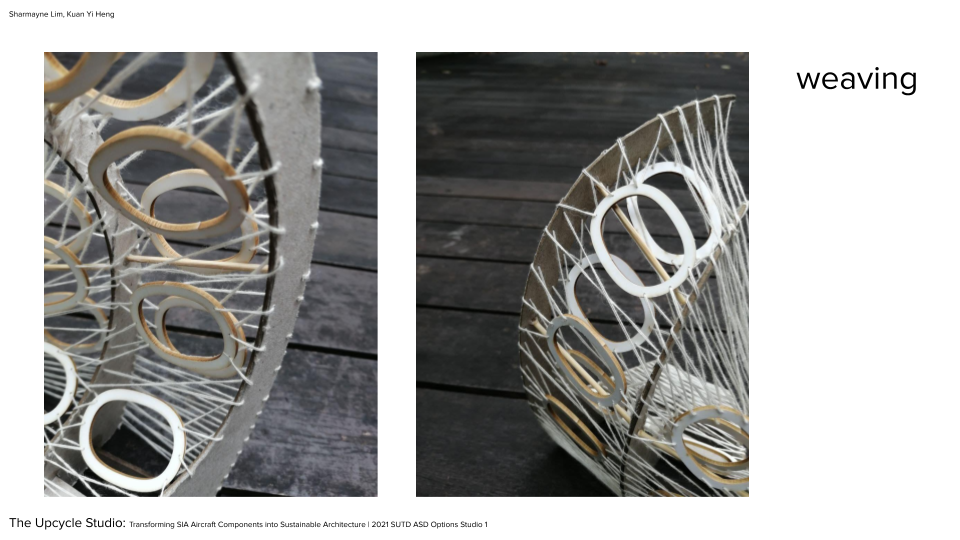 Sharmayne Lim, Kuan Yi Heng
weaving
The Upcycle Studio: Transforming SIA Aircraft Components into Sustainable Architecture | 2021 SUTD ASD Options Studio 1